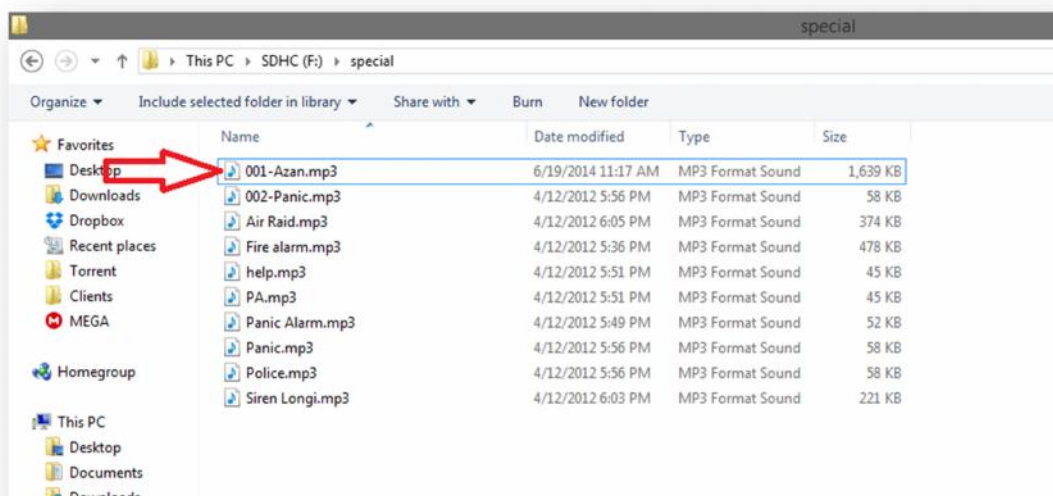 special
This PC SDHC (F:) special
Organize Include selected folder in library Share with Burn New folder
Favorites
Desktop
Downloads
Dropbox
Recent places
Torrent
Clients
MEGA
Homegroup
This PC
Desktop
Documents
Downloads
Name Date modified Type Size
001-Azan.mp3 6/19/2014 11:17 AM MP3 Format Sound 1,639 KB
002-Panic.mp3 4/12/2012 5:56 PM MP3 Format Sound 58 KB
Air Raid.mp3 4/12/2012 6:05 PM MP3 Format Sound 374 KB
Fire alarm.mp3 4/12/2012 5:36 PM MP3 Format Sound 478 KB
help.mp3 4/12/2012 5:51 PM MP3 Format Sound 45 KB
PA.mp3 4/12/2012 5:51 PM MP3 Format Sound 45 KB
Panic Alarm.mp3 4/12/2012 5:49 PM MP3 Format Sound 52 KB
Panic.mp3 4/12/2012 5:56 PM MP3 Format Sound 58 KB
Police.mp3 4/12/2012 5:56 PM MP3 Format Sound 58 KB
Siren Longi.mp3 4/12/2012 6:03 PM MP3 Format Sound 221 KB